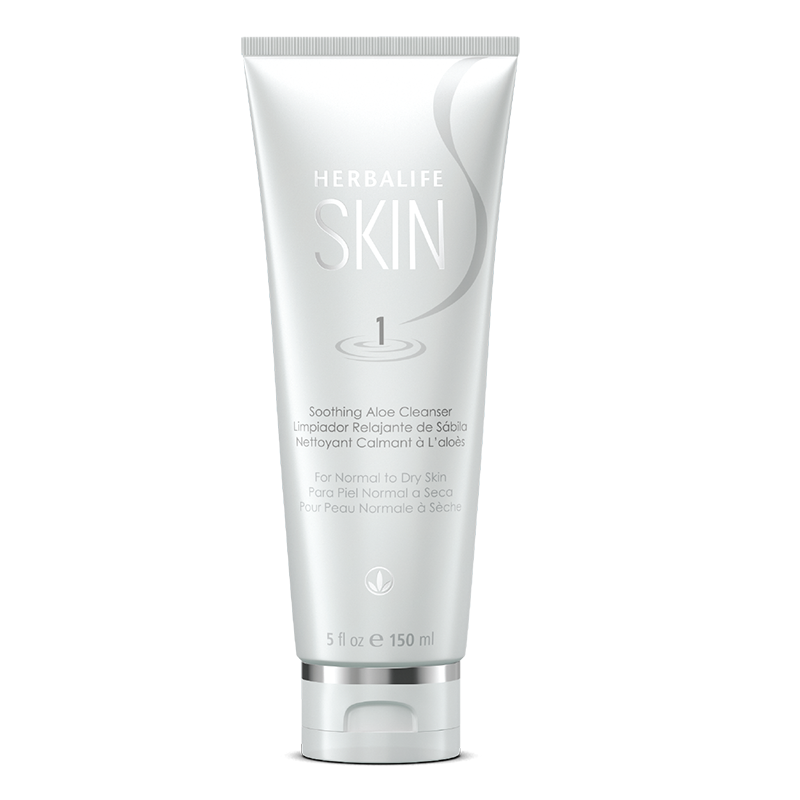 HERBALIFE
SKIN
1
Soothing Aloe Cleanser
Limpiador Relajante de Sábila
Nettoyant Calmant à L'aloès
For Normal to Dry Skin
Para Piel Normal a Seca
Pour Peau Normale à Sèche
5 fl oz ℮ 150 ml